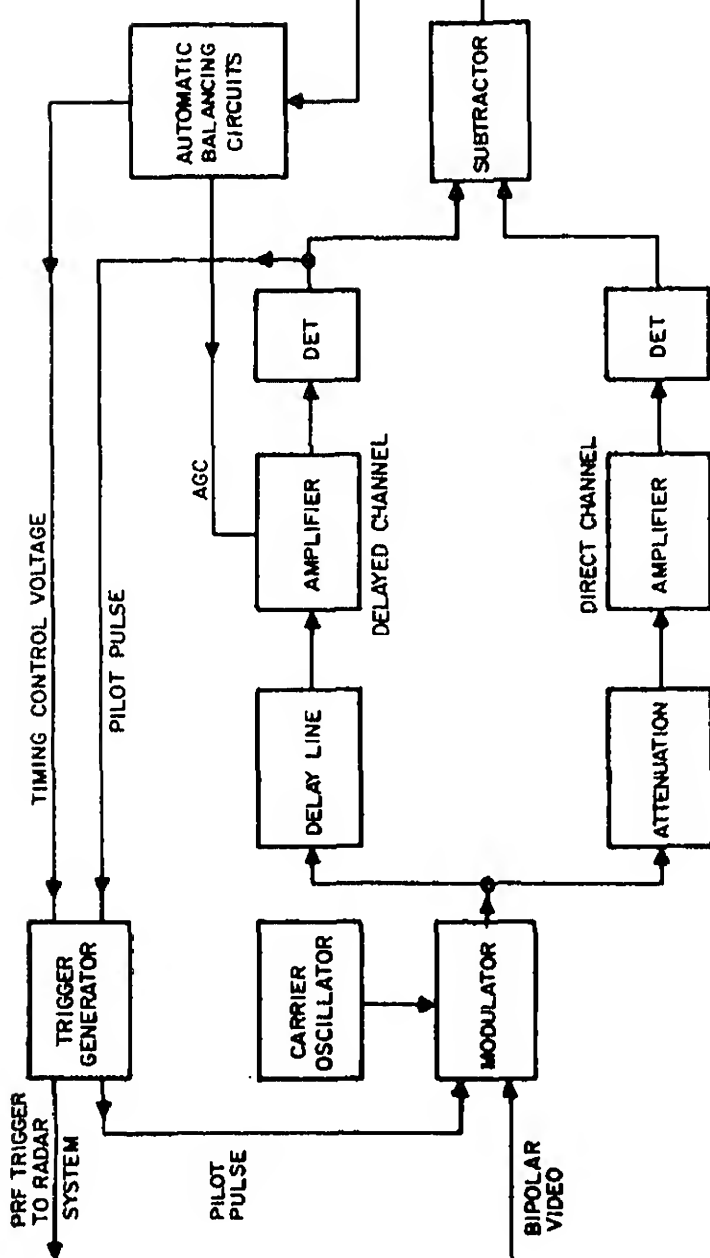 PRF TRIGGER
TO RADAR
SYSTEM
TRIGGER
GENERATOR
TIMING CONTROL VOLTAGE
PILOT PULSE
AUTOMATIC
BALANCING
CIRCUITS
PILOT
PULSE
CARRIER
OSCILLATOR
AGC
DELAY LINE
AMPLIFIER
DET
DELAYED CHANNEL
BIPOLAR
VIDEO
MODULATOR
SUBTRACTOR
DIRECT CHANNEL
ATTENUATION
AMPLIFIER
DET